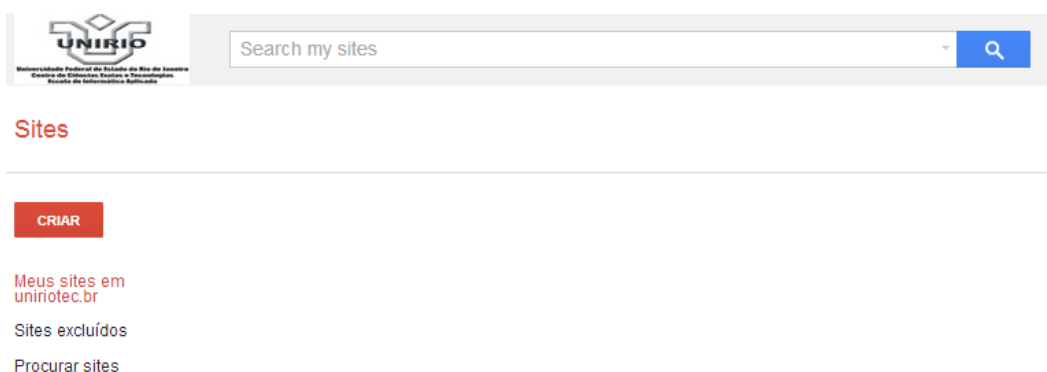 UNIRIO
Universidade Federal do Estado do Rio de Janeiro
Centro de Ciências Exatas e Tecnologias
Escola de Informática Aplicada
Search my sites
Sites
CRIAR
Meus sites em
uniriotec.br
Sites excluídos
Procurar sites